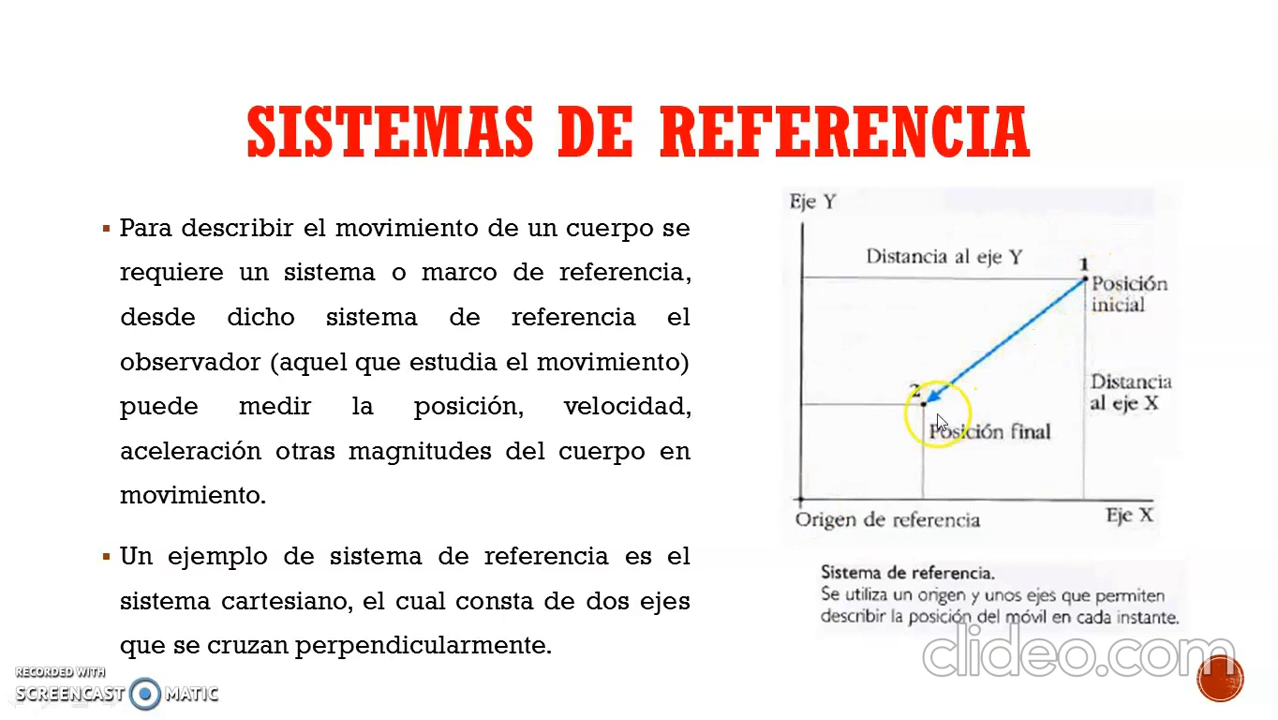 SISTEMAS DE REFERENCIA
Para describir el movimiento de un cuerpo se
requiere un sistema o marco de referencia,
desde dicho sistema de referencia el
observador (aquel que estudia el movimiento)
puede medir la posición, velocidad,
aceleración otras magnitudes del cuerpo en
movimiento.
Un ejemplo de sistema de referencia es el
sistema cartesiano, el cual consta de dos ejes
que se cruzan perpendicularmente.
Eje Y
Distancia al eje Y
1
Posición
inicial
Distancia
al eje X
2
Posición final
Origen de referencia
Eje X
Sistema de referencia.
Se utiliza un origen y unos ejes que permiten
describir la posición del móvil en cada instante.
clideo.com
RECORDED WITH
SCREENCAST MATIC